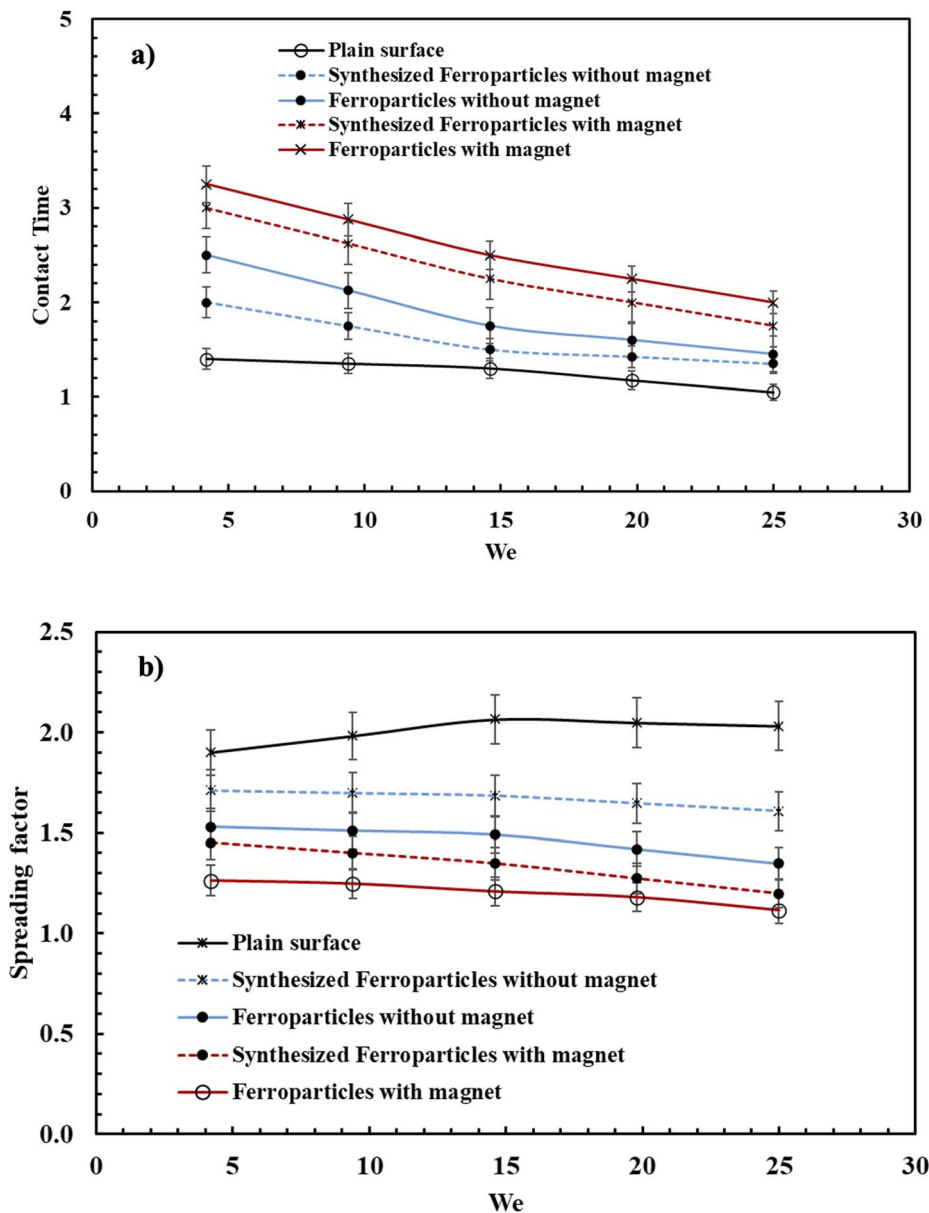 a)
Plain surface
Synthesized Ferroparticles without magnet
Ferroparticles without magnet
Synthesized Ferroparticles with magnet
Ferroparticles with magnet
Contact Time
5
4
3
2
1
0
0 5 10 15 20 25 30
We
b)
Spreading factor
2.5
2.0
1.5
1.0
0.5
0.0
Plain surface
Synthesized Ferroparticles without magnet
Ferroparticles without magnet
Synthesized Ferroparticles with magnet
Ferroparticles with magnet
0 5 10 15 20 25 30
We